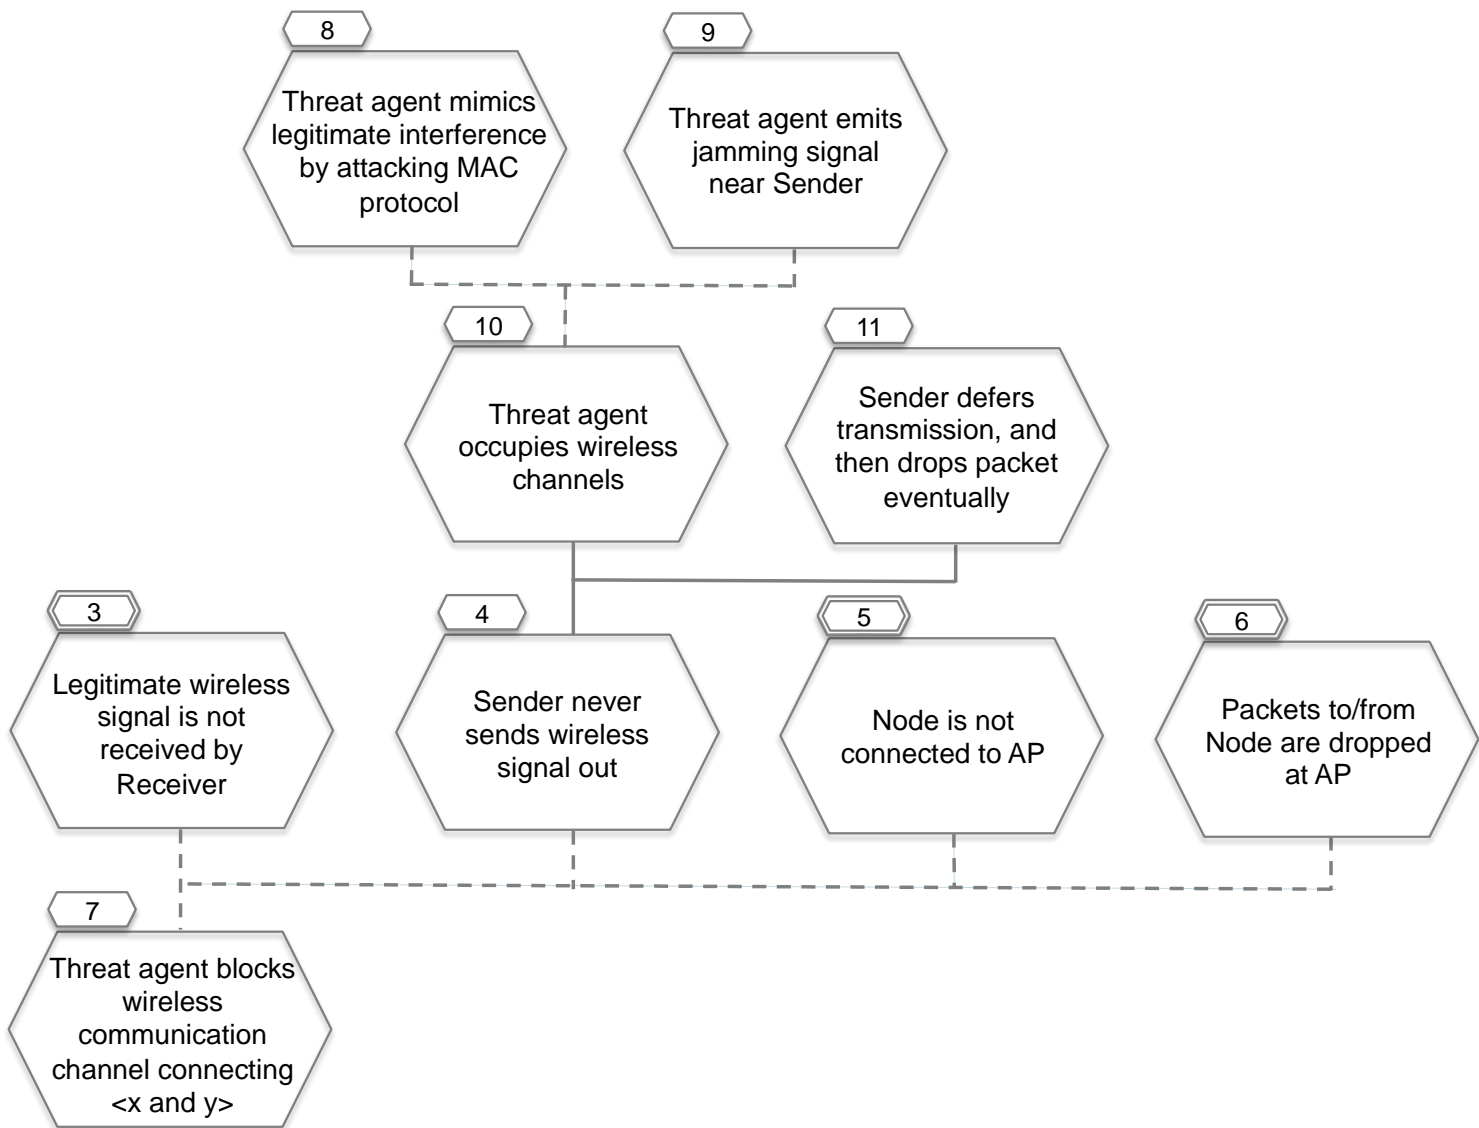 8
Threat agent mimics
legitimate interference
by attacking MAC
protocol
9
Threat agent emits
jamming signal
near Sender
10
Threat agent
occupies wireless
channels
11
Sender defers
transmission, and
then drops packet
eventually
3
Legitimate wireless
signal is not
received by
Receiver
4
Sender never
sends wireless
signal out
5
Node is not
connected to AP
6
Packets to/from
Node are dropped
at AP
7
Threat agent blocks
wireless
communication
channel connecting
<x and y>